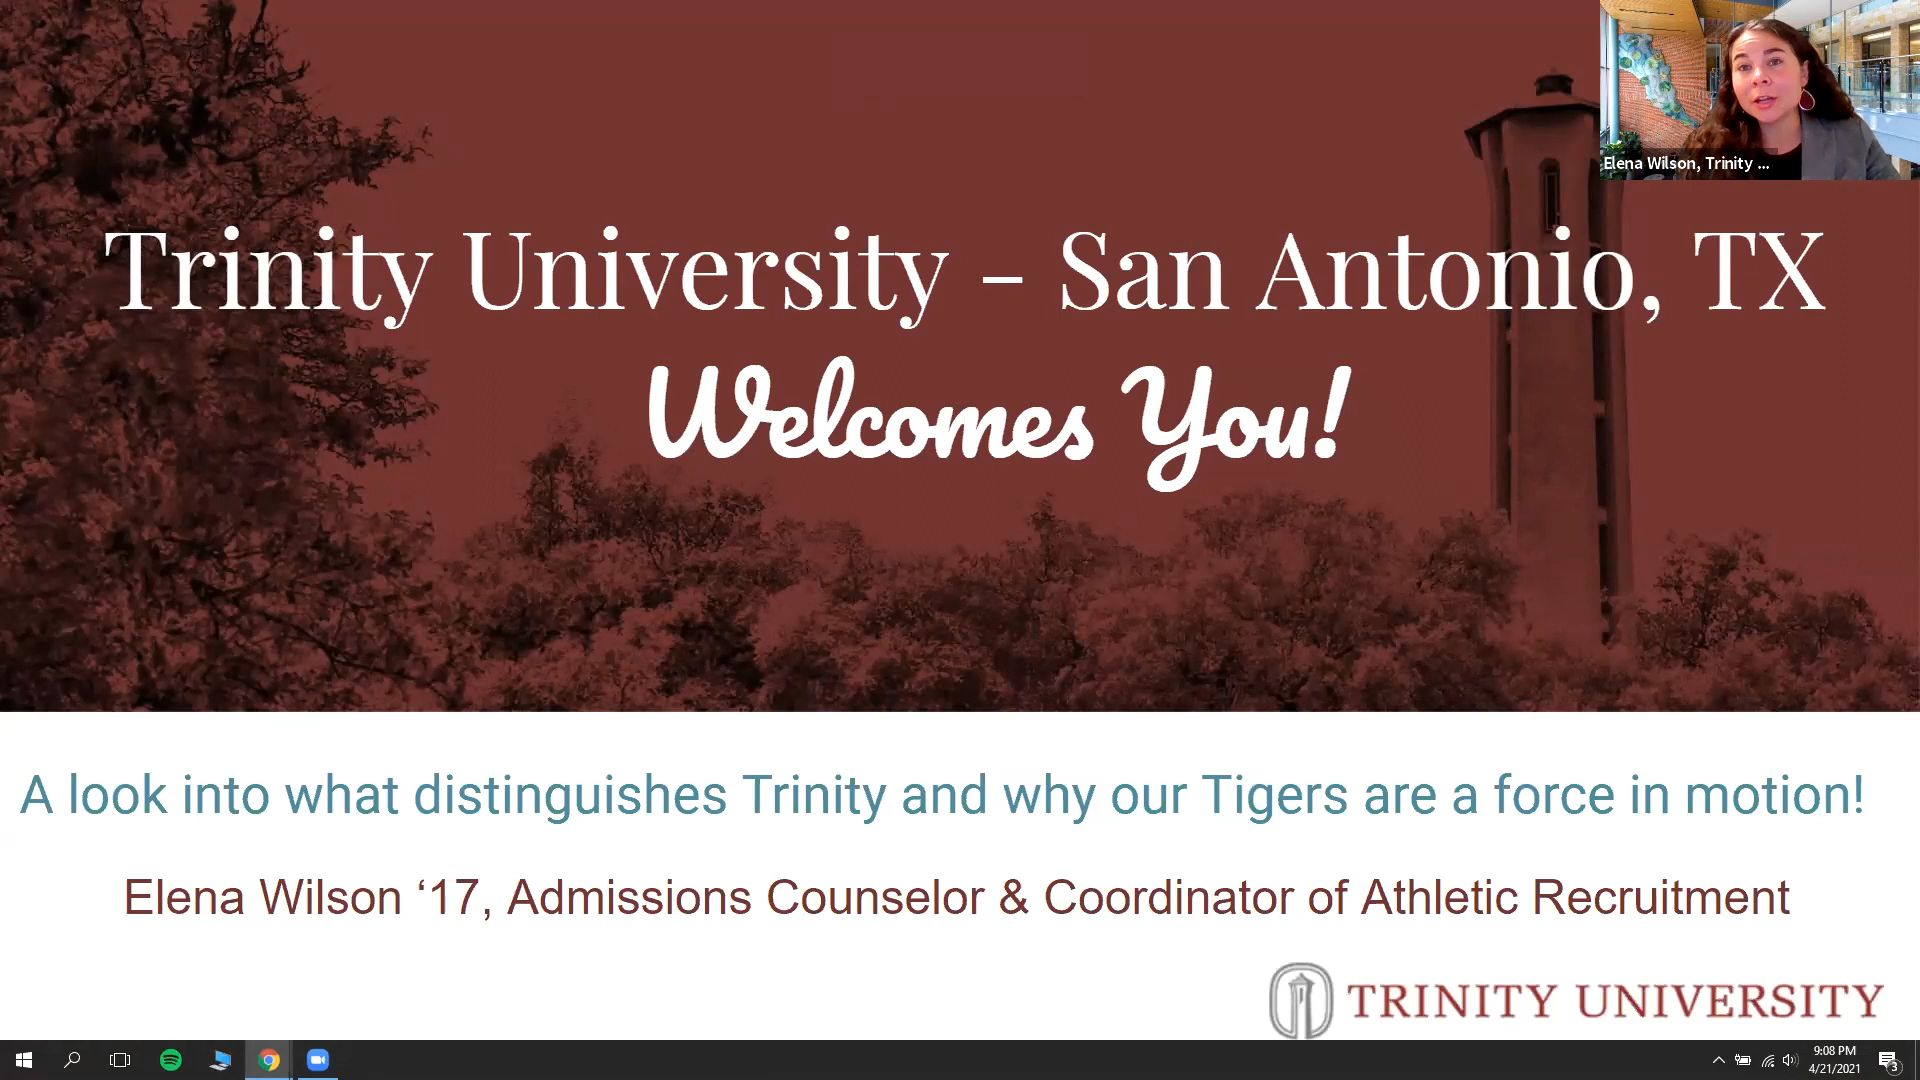 Elena Wilson, Trinity ...
Trinity University – San Antonio, TX
Welcomes You!
A look into what distinguishes Trinity and why our Tigers are a force in motion!
Elena Wilson ‘17, Admissions Counselor & Coordinator of Athletic Recruitment
TRINITY UNIVERSITY
9:08 PM
4/21/2021
3